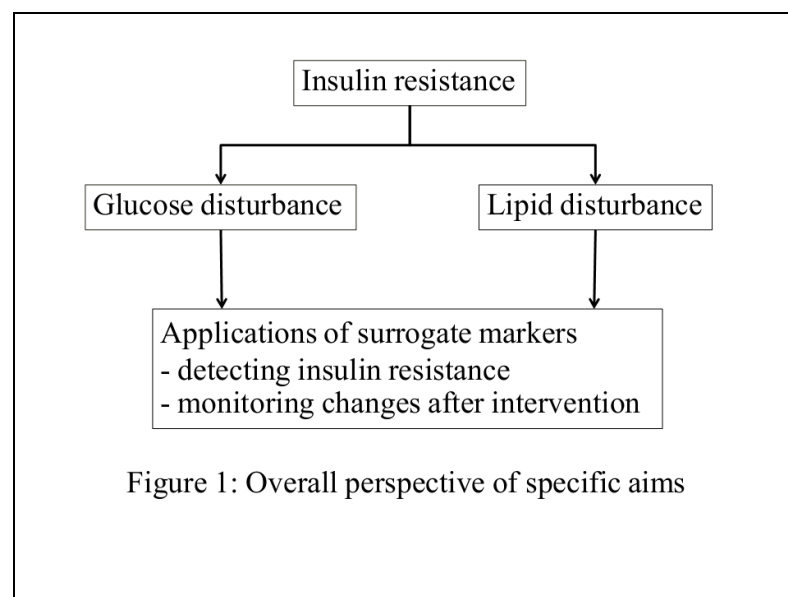 Insulin resistance
Glucose disturbance
Lipid disturbance
Applications of surrogate markers
- detecting insulin resistance
- monitoring changes after intervention
Figure 1: Overall perspective of specific aims